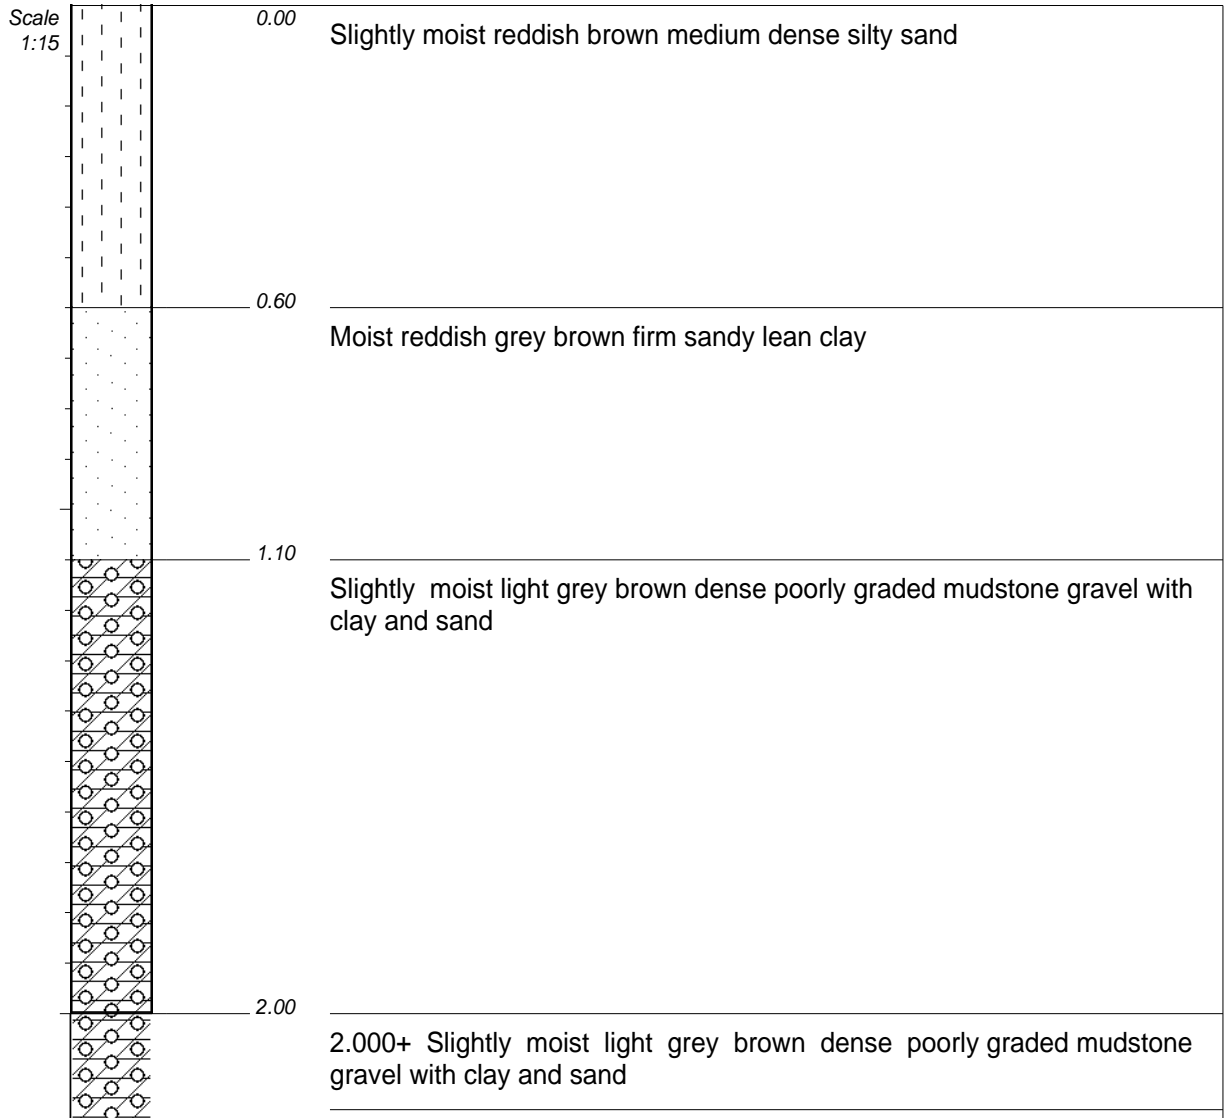 Scale
1:15
0.00
Slightly moist reddish brown medium dense silty sand
0.60
Moist reddish grey brown firm sandy lean clay
1.10
Slightly moist light grey brown dense poorly graded mudstone gravel with
clay and sand
2.00
2.000+ Slightly moist light grey brown dense poorly graded mudstone
gravel with clay and sand